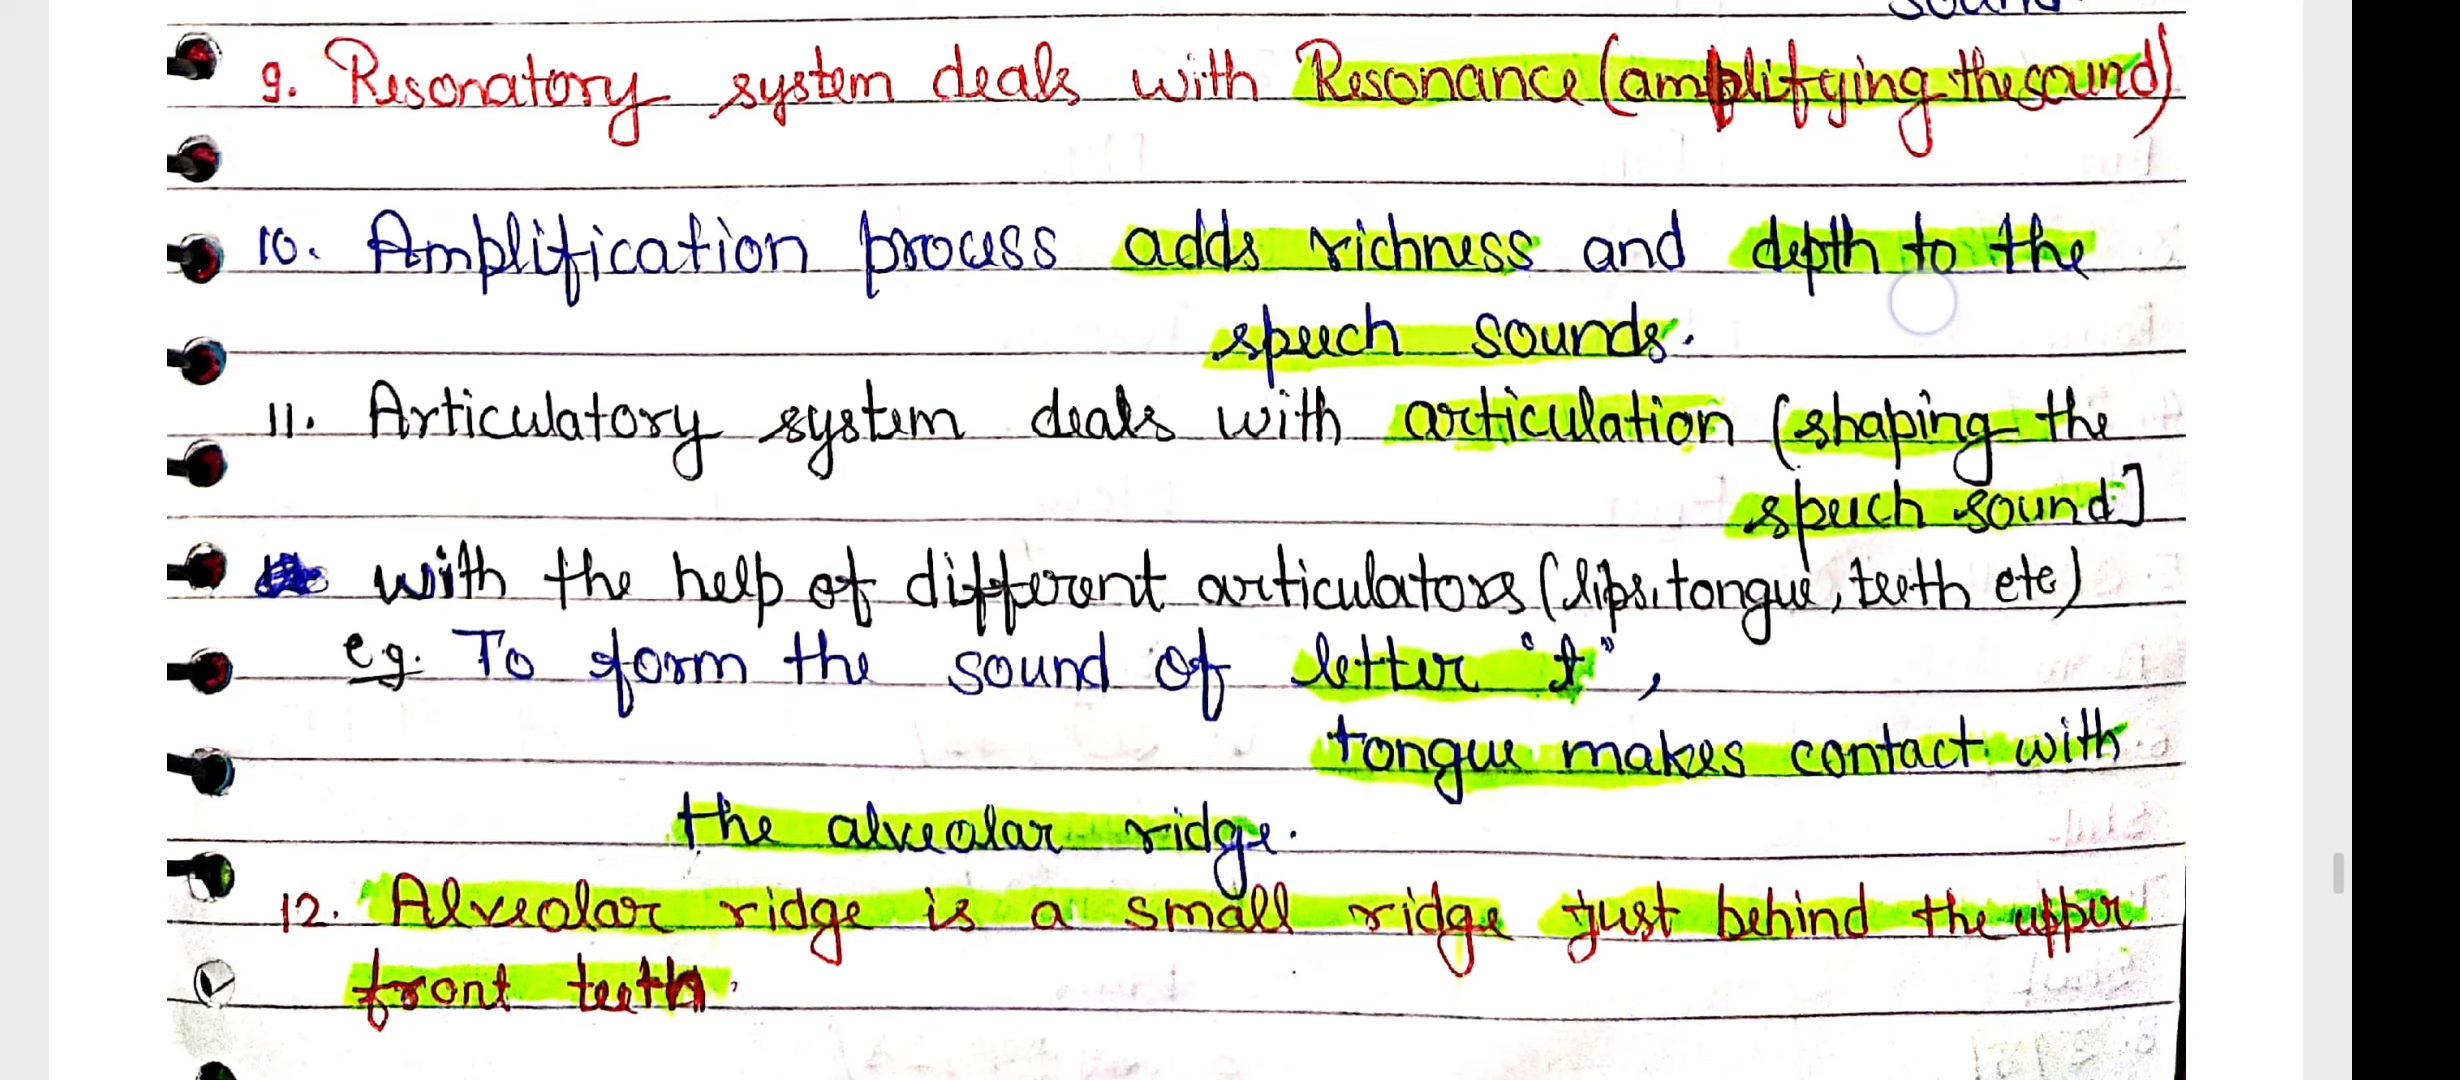 sound.
9. Resonatory system deals with Resonance (amplifying the sound)
10. Amplification process adds richness and depth to the
speech sounds.
11. Articulatory system deals with articulation (shaping the
speech sound]
with the help of different articulators (lips, tongue, teeth etc)
eg. To form the sound of letter "t",
tongue makes contact with
the alveolar ridge.
12. Alveolar ridge is a small ridge just behind the upper
front teeth.